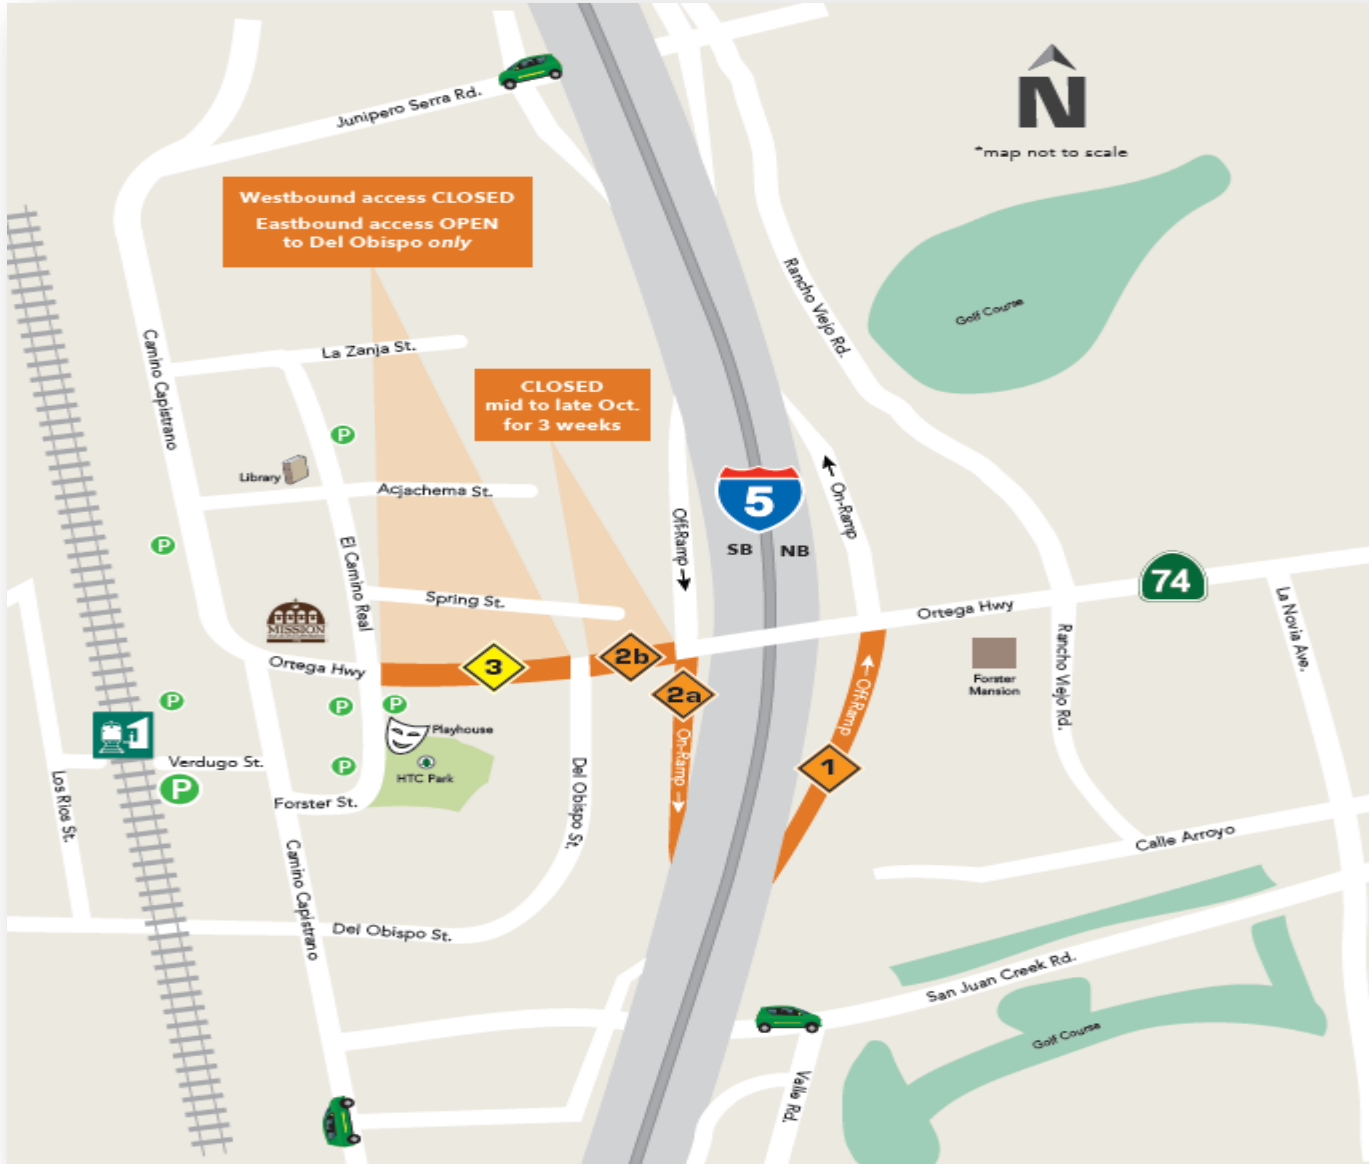 N
*map not to scale
Junipero Serra Rd.
Westbound access CLOSED
Eastbound access OPEN
to Del Obispo only
Rancho Viejo Rd.
Golf Course
Camino Capistrano
La Zanja St.
CLOSED
mid to late Oct.
for 3 weeks
P
Library
Acjachema St.
5
SB
NB
Off-Ramp
On-Ramp
P
El Camino Real
Spring St.
74
Ortega Hwy
La Novia Ave.
MISSION
Ortega Hwy
3
2b
2a
Forster
Mansion
Rancho Viejo Rd.
P
P
P
Playhouse
On-Ramp
Off-Ramp
1
Verdugo St.
P
HTC Park
P
Forster St.
Del Obispo St.
Los Rios St.
Calle Arroyo
Camino Capistrano
Del Obispo St.
San Juan Creek Rd.
Golf Course
Valle Rd.